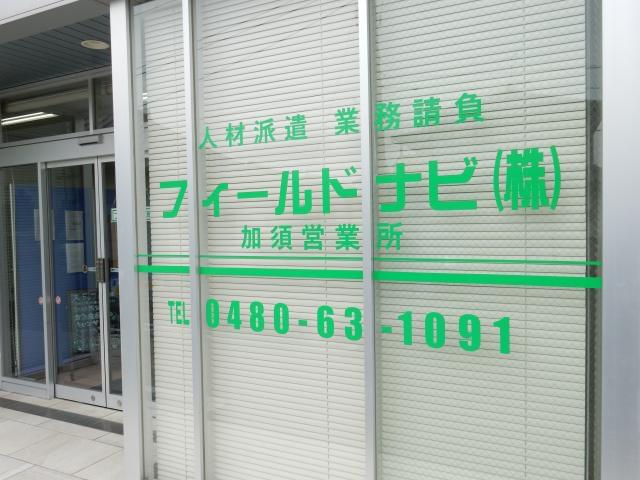 人材派遣 業務請負
フィールドナビ(株)
加須営業所
TEL 0480-63-1091